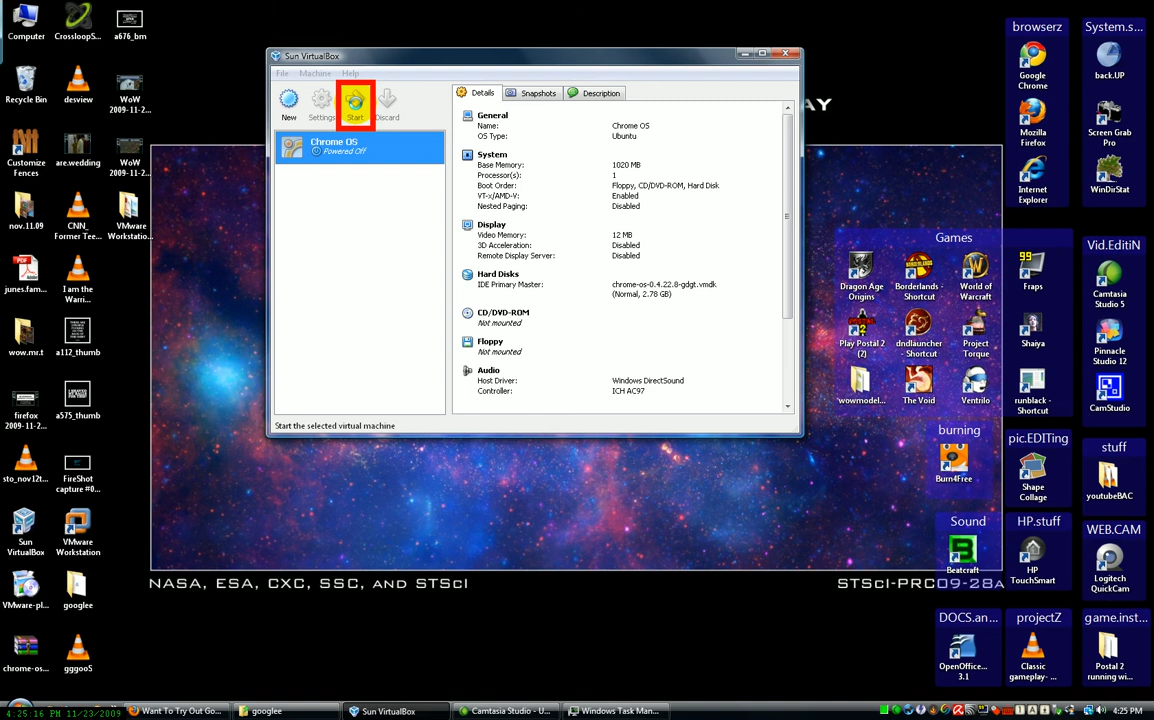 Computer
CrossloopS...
a676_bm
Recycle Bin
desview
WoW
2009-11-2...
Customize
Fences
are.wedding
WoW
2009-11-2...
nov.11.09
CNN_
Former Tee...
VMware
Workstatio...
junes.fam...
I am the
Warri...
wow.mr.t
a112_thumb
firefox
2009-11-2...
a575_thumb
sto_nov12t...
FireShot
capture #0...
Sun
VirtualBox
VMware
Workstation
VMware-pl...
googlee
chrome-os...
gggoo5
Sun VirtualBox
File Machine Help
New
Settings
Start
Discard
Chrome OS
Powered Off
Details
Snapshots
Description
General
Name: Chrome OS
OS Type: Ubuntu
System
Base Memory: 1020 MB
Processor(s): 1
Boot Order: Floppy, CD/DVD-ROM, Hard Disk
VT-x/AMD-V: Enabled
Nested Paging: Disabled
Display
Video Memory: 12 MB
3D Acceleration: Disabled
Remote Display Server: Disabled
Hard Disks
IDE Primary Master: chrome-os-0.4.22.8-gdgt.vmdk
(Normal, 2.78 GB)
CD/DVD-ROM
Not mounted
Floppy
Not mounted
Audio
Host Driver: Windows DirectSound
Controller: ICH AC97
Start the selected virtual machine
AY
NASA, ESA, CXC, SSC, AND STScI
STScI-PRC09-28A
browserz
Google
Chrome
Mozilla
Firefox
Internet
Explorer
System.s...
back.UP
Screen Grab
Pro
WinDirStat
Games
Dragon Age
Origins
Borderlands -
Shortcut
World of
Warcraft
Play Postal 2
(2)
dndlauncher
- Shortcut
Project
Torque
wowmodel...
The Void
Ventrilo
99
Fraps
Shaiya
runblack -
Shortcut
Vid.EditiN
Camtasia
Studio 5
Pinnacle
Studio 12
CamStudio
burning
Burn4Free
pic.EDITing
Shape
Collage
stuff
youtubeBAC
Sound
Beatcraft
HP.stuff
HP
TouchSmart
WEB.CAM
Logitech
QuickCam
DOCS.an...
OpenOffice...
3.1
projectZ
Classic
gameplay-...
game.inst...
Postal 2
running wi...
4:25:16 PM 11/23/2009
Want To Try Out Go...
googlee
Sun VirtualBox
Camtasia Studio - U...
Windows Task Man...
4:25 PM